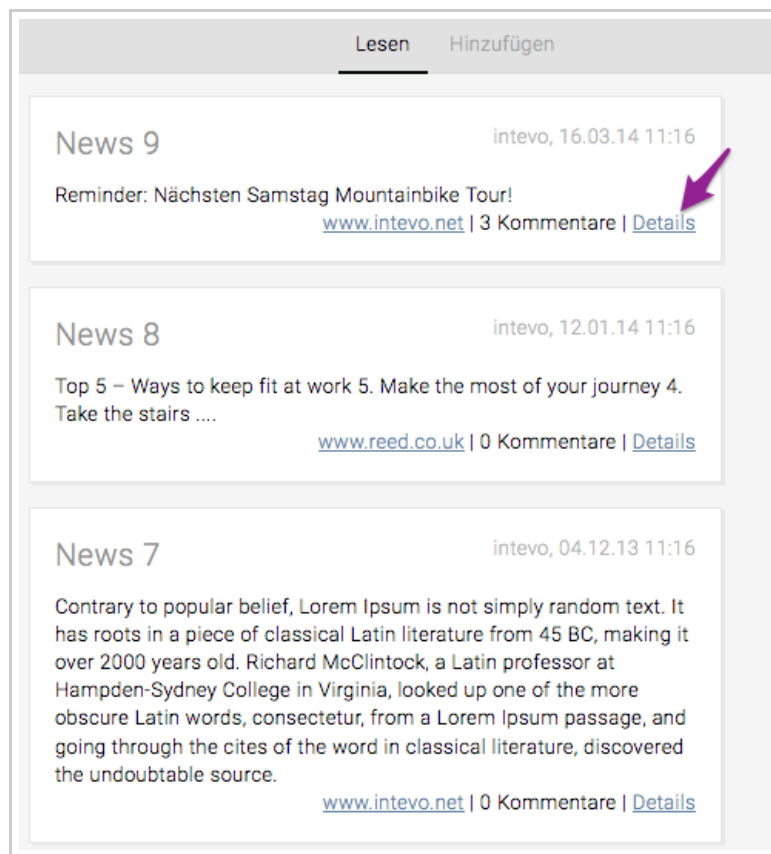 Lesen Hinzufügen
News 9 intevo, 16.03.14 11:16
Reminder: Nächsten Samstag Mountainbike Tour!
www.intevo.net | 3 Kommentare | Details
News 8 intevo, 12.01.14 11:16
Top 5 – Ways to keep fit at work 5. Make the most of your journey 4.
Take the stairs ....
www.reed.co.uk | 0 Kommentare | Details
News 7 intevo, 04.12.13 11:16
Contrary to popular belief, Lorem Ipsum is not simply random text. It
has roots in a piece of classical Latin literature from 45 BC, making it
over 2000 years old. Richard McClintock, a Latin professor at
Hampden-Sydney College in Virginia, looked up one of the more
obscure Latin words, consectetur, from a Lorem Ipsum passage, and
going through the cites of the word in classical literature, discovered
the undoubtable source.
www.intevo.net | 0 Kommentare | Details